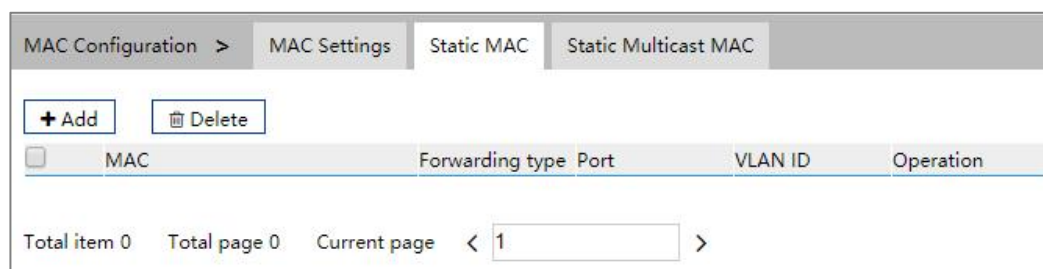 MAC Configuration > MAC Settings Static MAC Static Multicast MAC
+ Add Delete
MAC Forwarding type Port VLAN ID Operation
Total item 0 Total page 0 Current page < 1 >